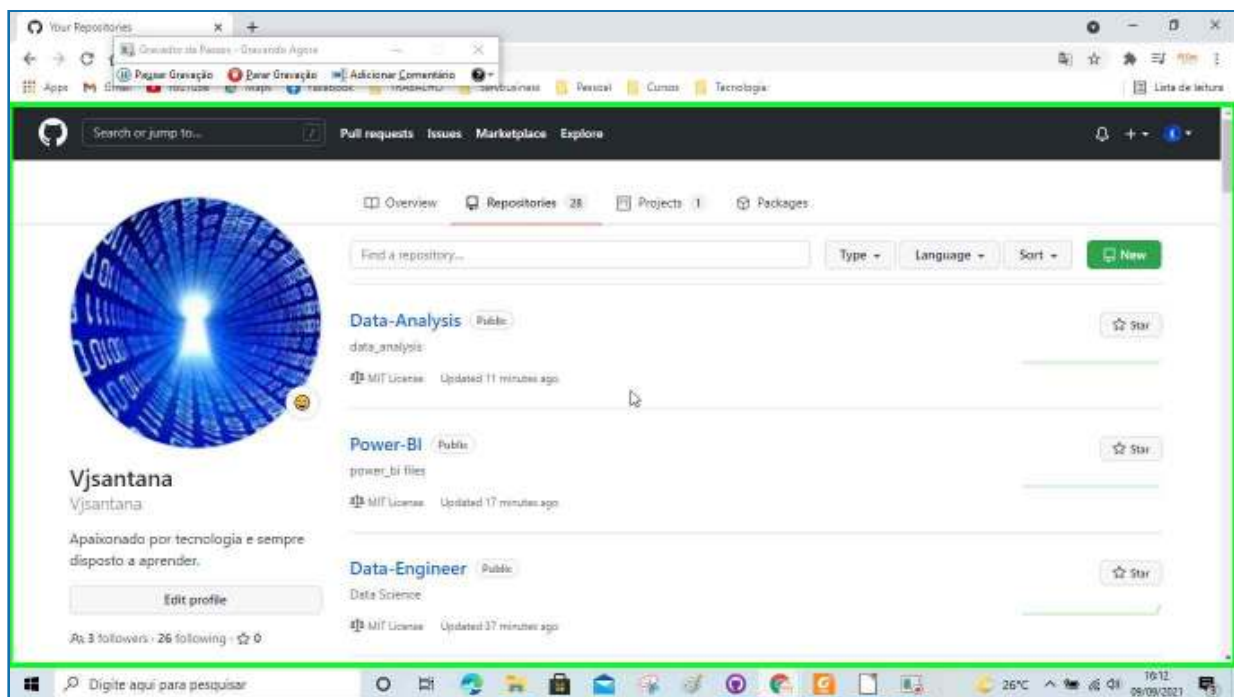 Your Repositories
Gravador de Passos - Gravando Agora
Pausar Gravação Parar Gravação Adicionar Comentário
Apps Gmail YouTube Maps Facebook TRABALHO Servbusiness Pessoal Cursos Tecnologia Lista de leitura
Search or jump to... / Pull requests Issues Marketplace Explore
Overview Repositories 28 Projects 1 Packages
Find a repository... Type Language Sort New
Data-Analysis Public Star
data_analysis
MIT License Updated 11 minutes ago
Power-BI Public Star
power_bi files
MIT License Updated 17 minutes ago
Data-Engineer Public Star
Data Science
MIT License Updated 37 minutes ago
Vjsantana
Vjsantana
Apaixonado por tecnologia e sempre
disposto a aprender.
Edit profile
3 followers · 26 following · 0
Digite aqui para pesquisar 26°C 16:12
09/09/2021